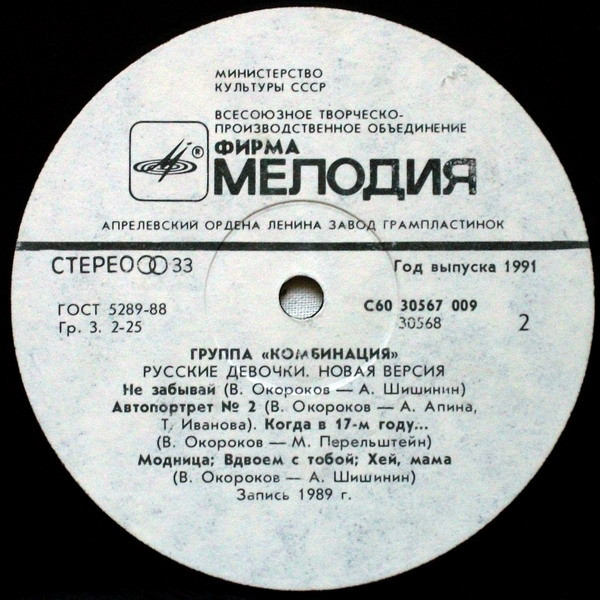 МИНИСТЕРСТВО
КУЛЬТУРЫ СССР
ВСЕСОЮЗНОЕ ТВОРЧЕСКО-
ПРОИЗВОДСТВЕННОЕ ОБЪЕДИНЕНИЕ
®
ФИРМА
МЕЛОДИЯ
АПРЕЛЕВСКИЙ ОРДЕНА ЛЕНИНА ЗАВОД ГРАМПЛАСТИНОК
СТЕРЕО 33
Год выпуска 1991
ГОСТ 5289-88
Гр. 3. 2-25
С60 30567 009
30568
2
ГРУППА «КОМБИНАЦИЯ»
РУССКИЕ ДЕВОЧКИ. НОВАЯ ВЕРСИЯ
Не забывай (В. Окороков — А. Шишинин)
Автопортрет № 2 (В. Окороков — А. Апина,
Т. Иванова). Когда в 17-м году...
(В. Окороков — М. Перельштейн)
Модница; Вдвоем с тобой; Хей, мама
(В. Окороков — А. Шишинин)
Запись 1989 г.